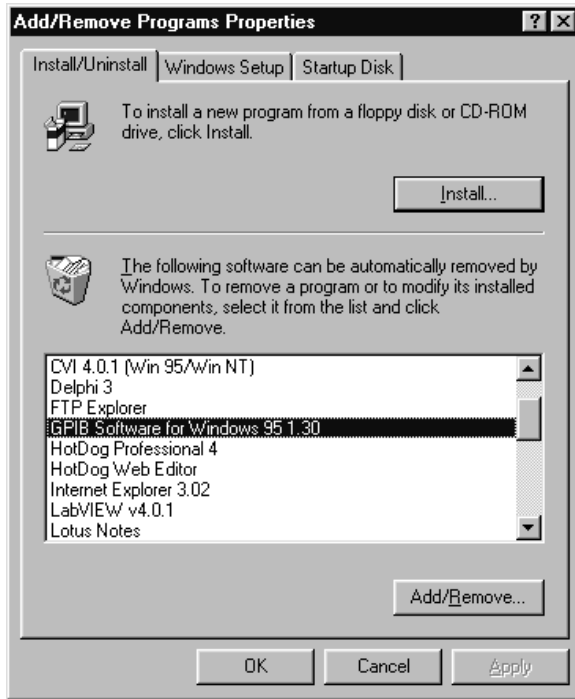 Add/Remove Programs Properties
Install/Uninstall Windows Setup Startup Disk
To install a new program from a floppy disk or CD-ROM
drive, click Install.
Install...
The following software can be automatically removed by
Windows. To remove a program or to modify its installed
components, select it from the list and click
Add/Remove.
CVI 4.0.1 (Win 95/Win NT)
Delphi 3
FTP Explorer
GPIB Software for Windows 95 1.30
HotDog Professional 4
HotDog Web Editor
Internet Explorer 3.02
LabVIEW v4.0.1
Lotus Notes
Add/Remove...
OK Cancel Apply